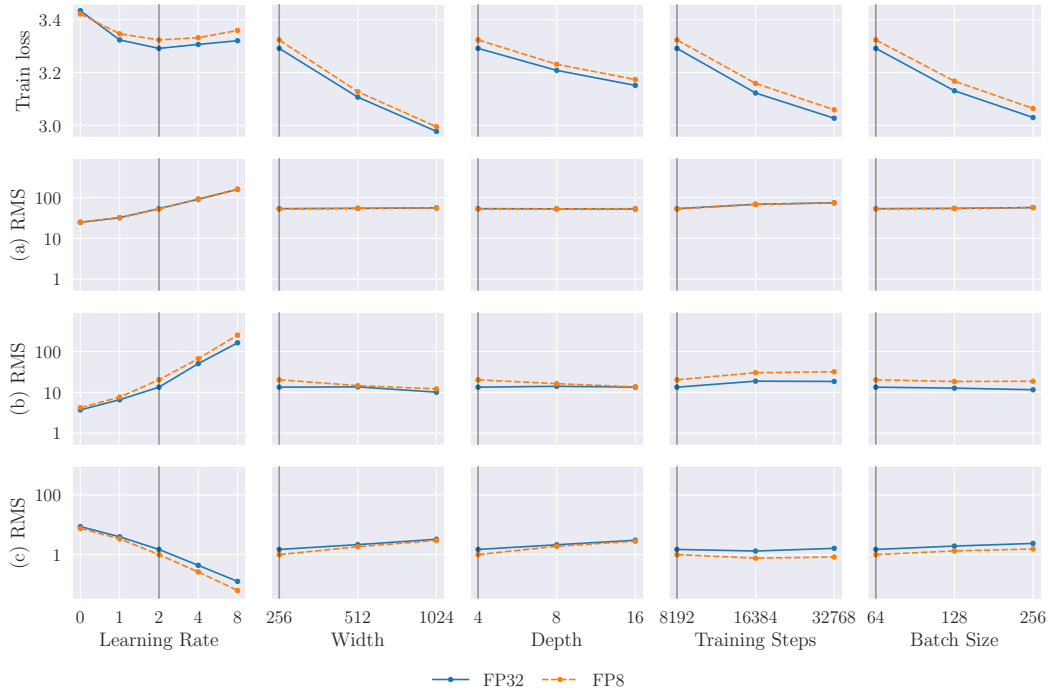 3.4
3.2
3.0
Train loss
100
10
1
(a) RMS
100
10
1
(b) RMS
100
1
(c) RMS
0 1 2 4 8
256 512 1024
4 8 16
8192 16384 32768
64 128 256
Learning Rate
Width
Depth
Training Steps
Batch Size
FP32 FP8